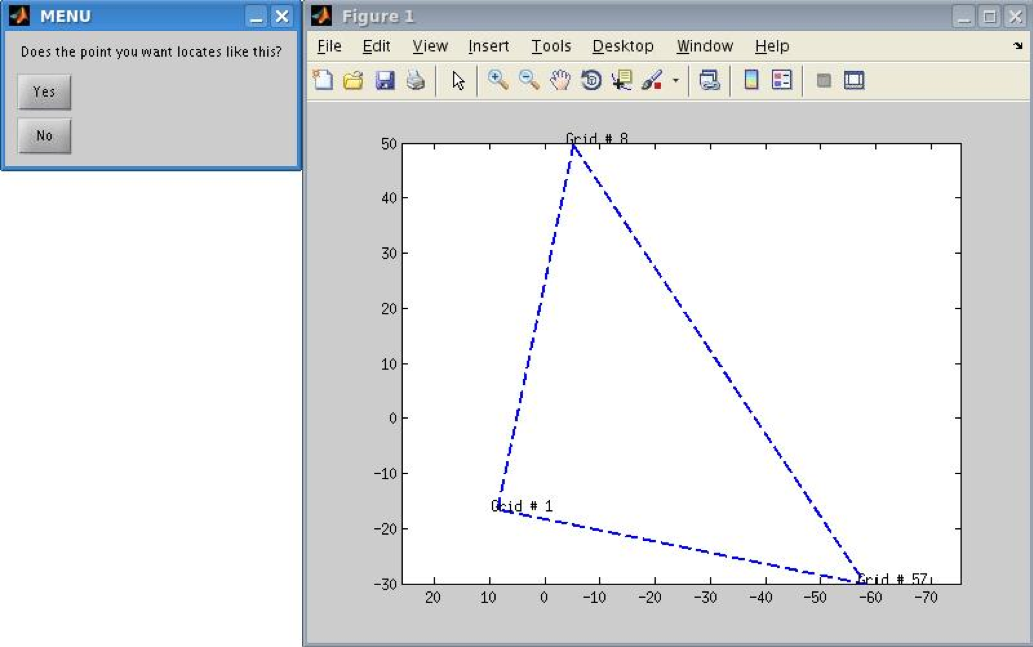 MENU
Does the point you want locates like this?
Yes
No
Figure 1
File Edit View Insert Tools Desktop Window Help
Grid # 8
50
40
30
20
10
0
-10
Grid # 1
-20
Grid # 57
-30
20 10 0 -10 -20 -30 -40 -50 -60 -70